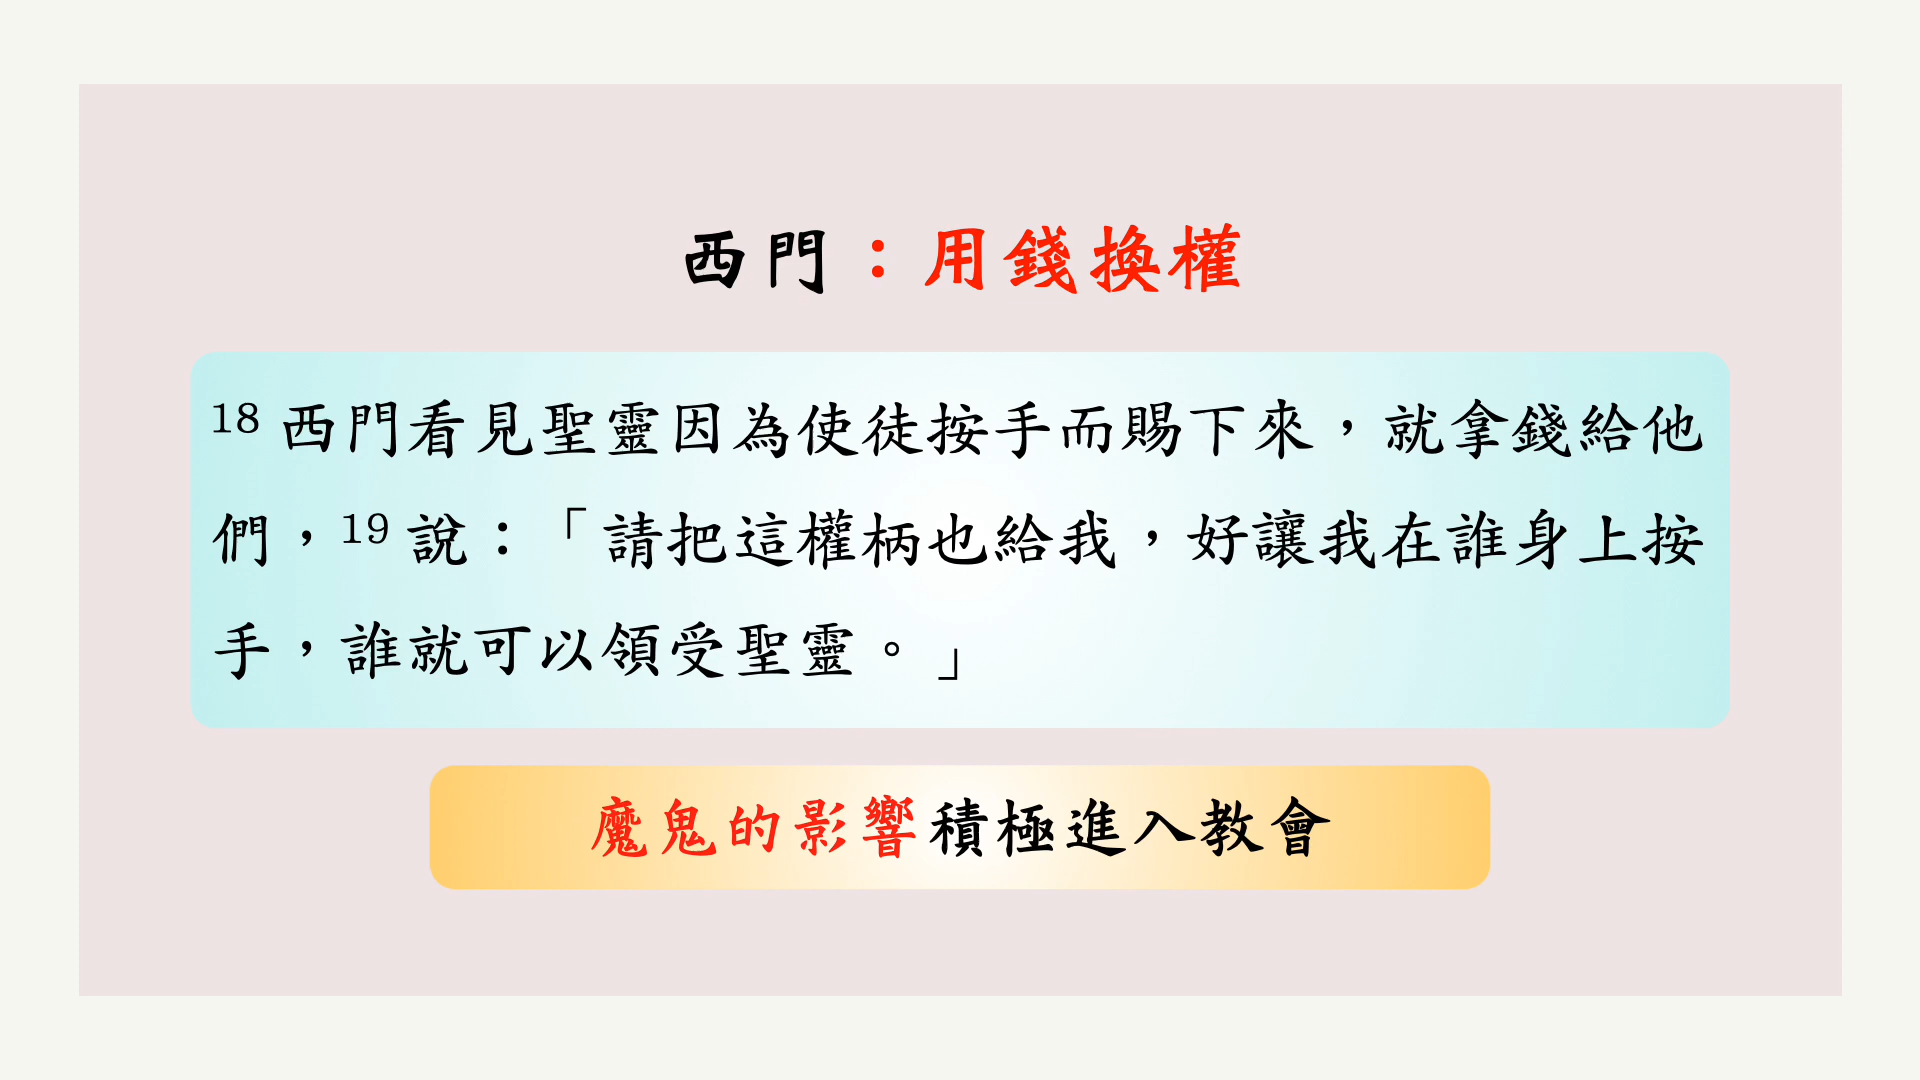 西門：用錢換權
18 西門看見聖靈因為使徒按手而賜下來，就拿錢給他
們，19 說：「請把這權柄也給我，好讓我在誰身上按
手，誰就可以領受聖靈。」
魔鬼的影響積極進入教會